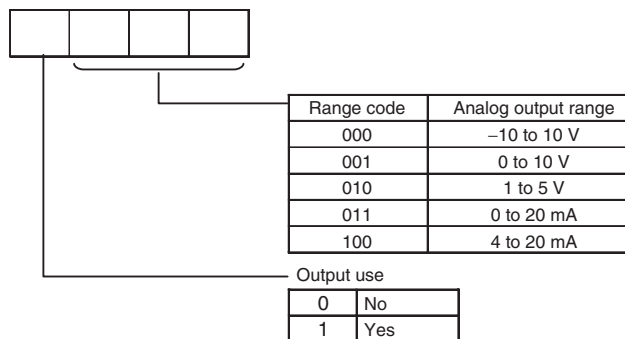 Range code Analog output range
000 −10 to 10 V
001 0 to 10 V
010 1 to 5 V
011 0 to 20 mA
100 4 to 20 mA
Output use
0 No
1 Yes